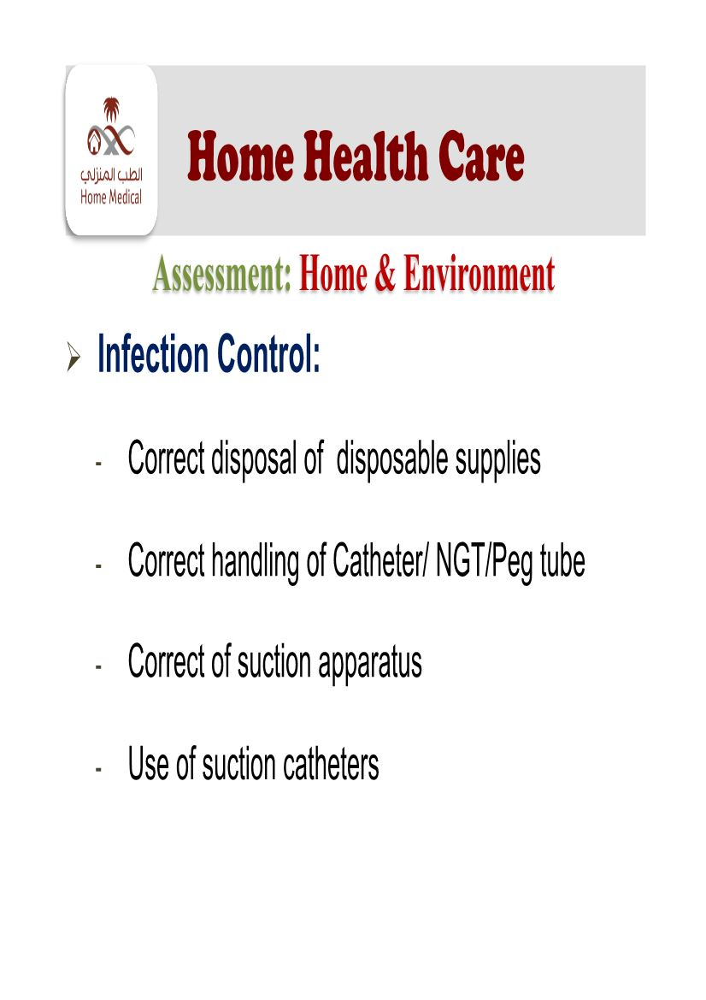 الطب المنزلي
Home Medical
Home Health Care
Assessment: Home & Environment
Infection Control:
- Correct disposal of  disposable supplies
- Correct handling of Catheter/ NGT/Peg tube
- Correct of suction apparatus
- Use of suction catheters